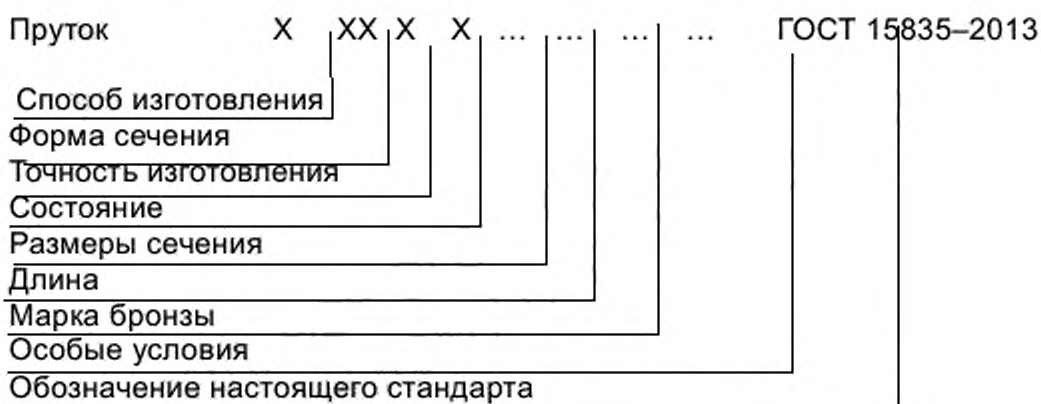 Пруток X XX X X ... ... ... ... ГОСТ 15835–2013
Способ изготовления
Форма сечения
Точность изготовления
Состояние
Размеры сечения
Длина
Марка бронзы
Особые условия
Обозначение настоящего стандарта